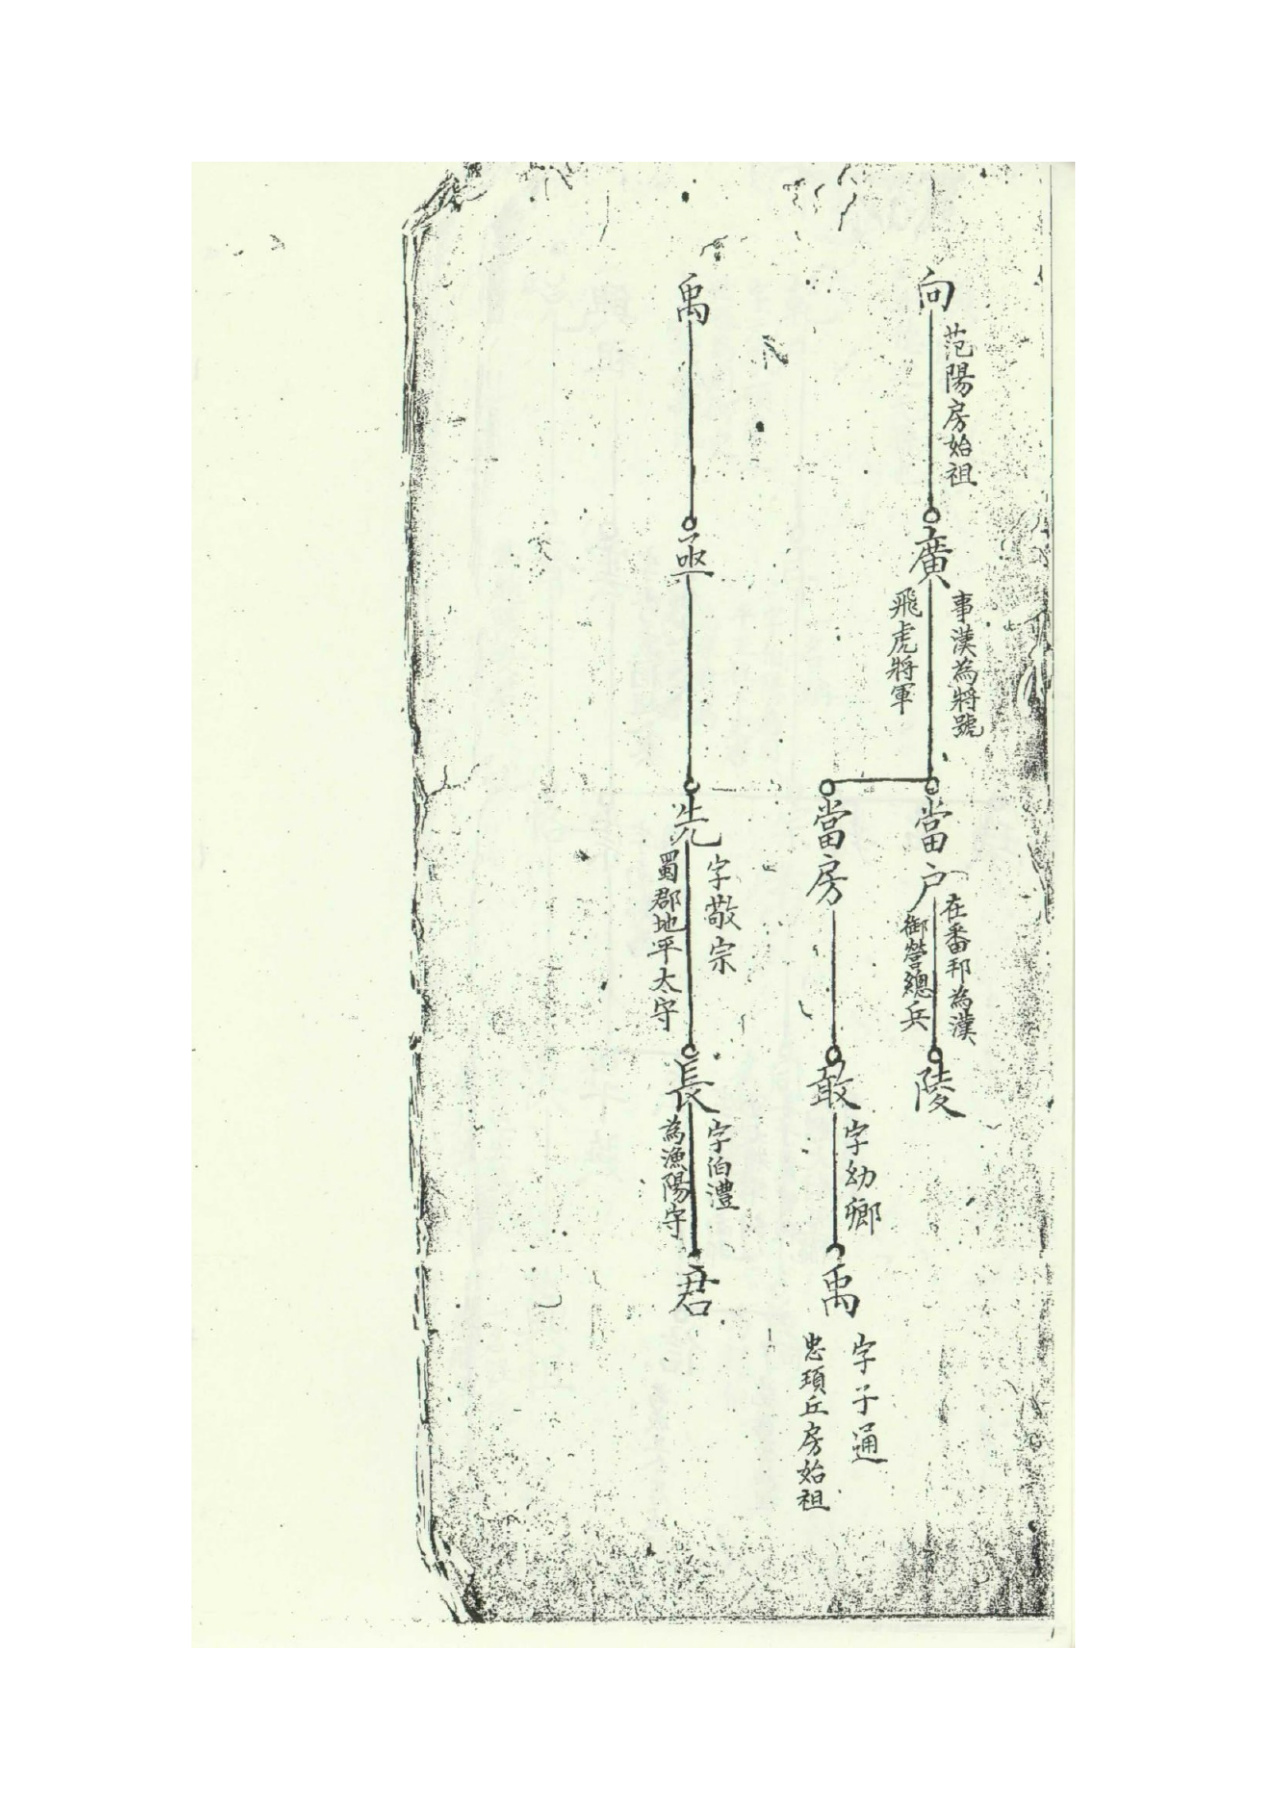 向
范陽房始祖
廣
事漢為將號
飛虎將軍
當户
在番邦為漢
御營總兵
陵
當房
敢
字幼卿
禹
字子通
忠頊丘房始祖
禹
丞
先
字敬宗
蜀郡地平太守
長
字伯澧
為漁陽守
君